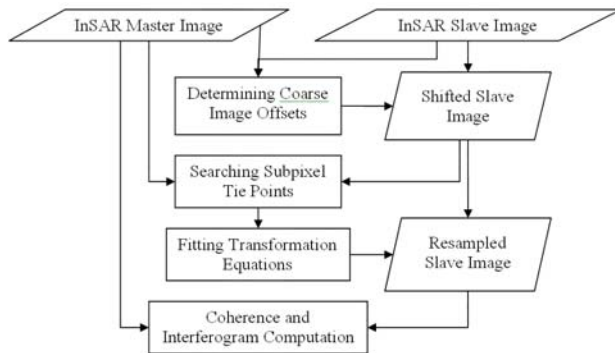 InSAR Master Image
InSAR Slave Image
Determining Coarse
Image Offsets
Shifted Slave
Image
Searching Subpixel
Tie Points
Fitting Transformation
Equations
Resampled
Slave Image
Coherence and
Interferogram Computation